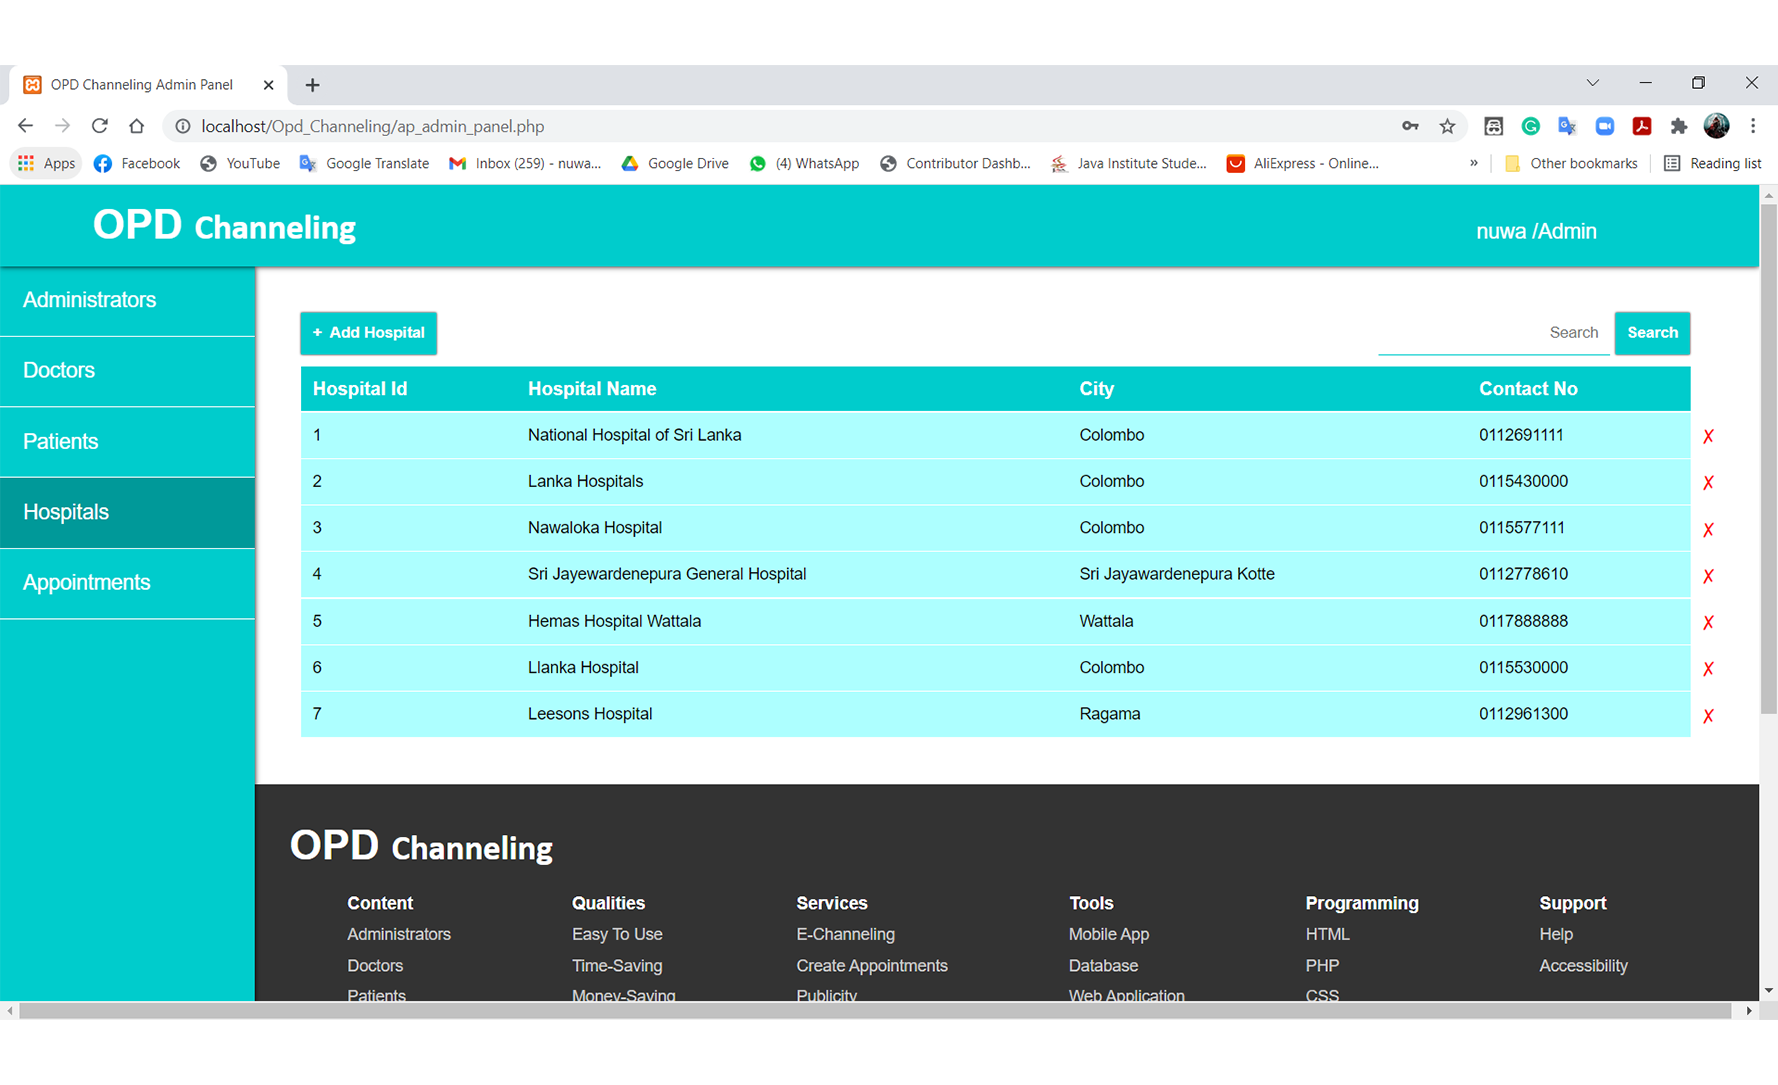 OPD Channeling Admin Panel
localhost/Opd_Channeling/ap_admin_panel.php
Apps Facebook YouTube Google Translate Inbox (259) - nuwa... Google Drive (4) WhatsApp Contributor Dashb... Java Institute Stude... AliExpress - Online... » Other bookmarks Reading list
OPD Channeling
nuwa /Admin
Administrators
Doctors
Patients
Hospitals
Appointments
+ Add Hospital
Search Search
Hospital Id Hospital Name City Contact No
1 National Hospital of Sri Lanka Colombo 0112691111 ✗
2 Lanka Hospitals Colombo 0115430000 ✗
3 Nawaloka Hospital Colombo 0115577111 ✗
4 Sri Jayewardenepura General Hospital Sri Jayawardenepura Kotte 0112778610 ✗
5 Hemas Hospital Wattala Wattala 0117888888 ✗
6 Llanka Hospital Colombo 0115530000 ✗
7 Leesons Hospital Ragama 0112961300 ✗
OPD Channeling
Content Qualities Services Tools Programming Support
Administrators Easy To Use E-Channeling Mobile App HTML Help
Doctors Time-Saving Create Appointments Database PHP Accessibility
Patients Money-Saving Publicity Web Application CSS